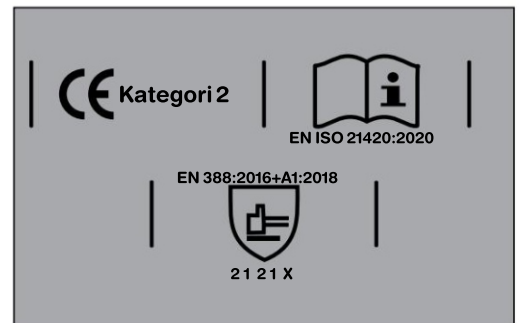 CE Kategori 2
i
EN ISO 21420:2020
EN 388:2016+A1:2018
2 1 2 1 X